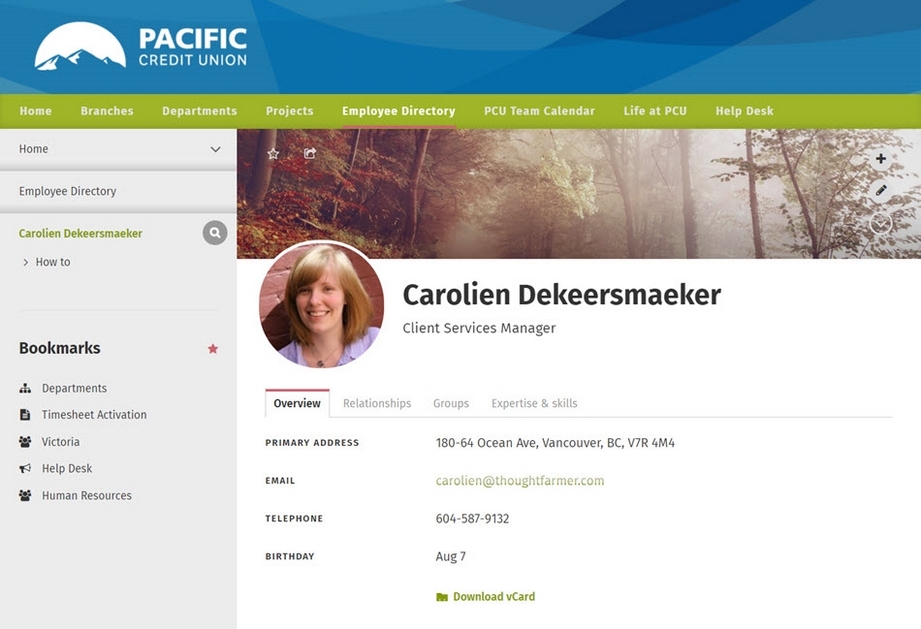 PACIFIC
CREDIT UNION
Home Branches Departments Projects Employee Directory PCU Team Calendar Life at PCU Help Desk
Home
Employee Directory
Carolien Dekeersmaeker
How to
Bookmarks
Departments
Timesheet Activation
Victoria
Help Desk
Human Resources
Carolien Dekeersmaeker
Client Services Manager
Overview Relationships Groups Expertise & skills
PRIMARY ADDRESS 180-64 Ocean Ave, Vancouver, BC, V7R 4M4
EMAIL carolien@thoughtfarmer.com
TELEPHONE 604-587-9132
BIRTHDAY Aug 7
Download vCard